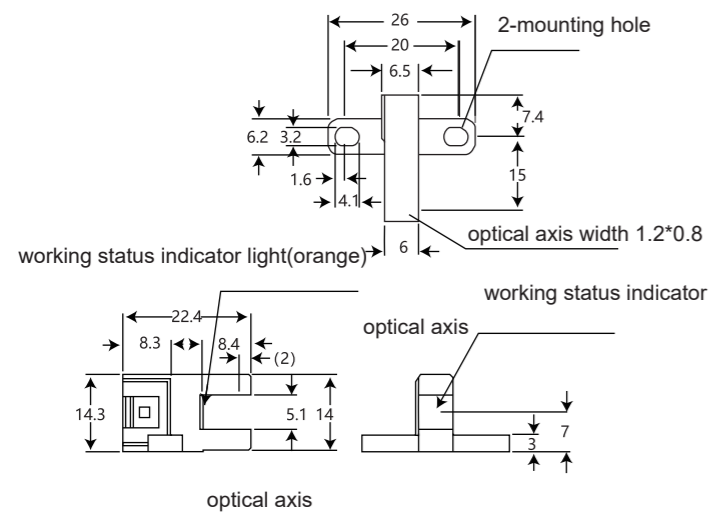 26
2-mounting hole
20
6.5
7.4
6.2 3.2
1.6
15
4.1
optical axis width 1.2*0.8
6
working status indicator light(orange)
working status indicator
22.4
optical axis
8.3 8.4
(2)
14.3 5.1 14
7
3
optical axis